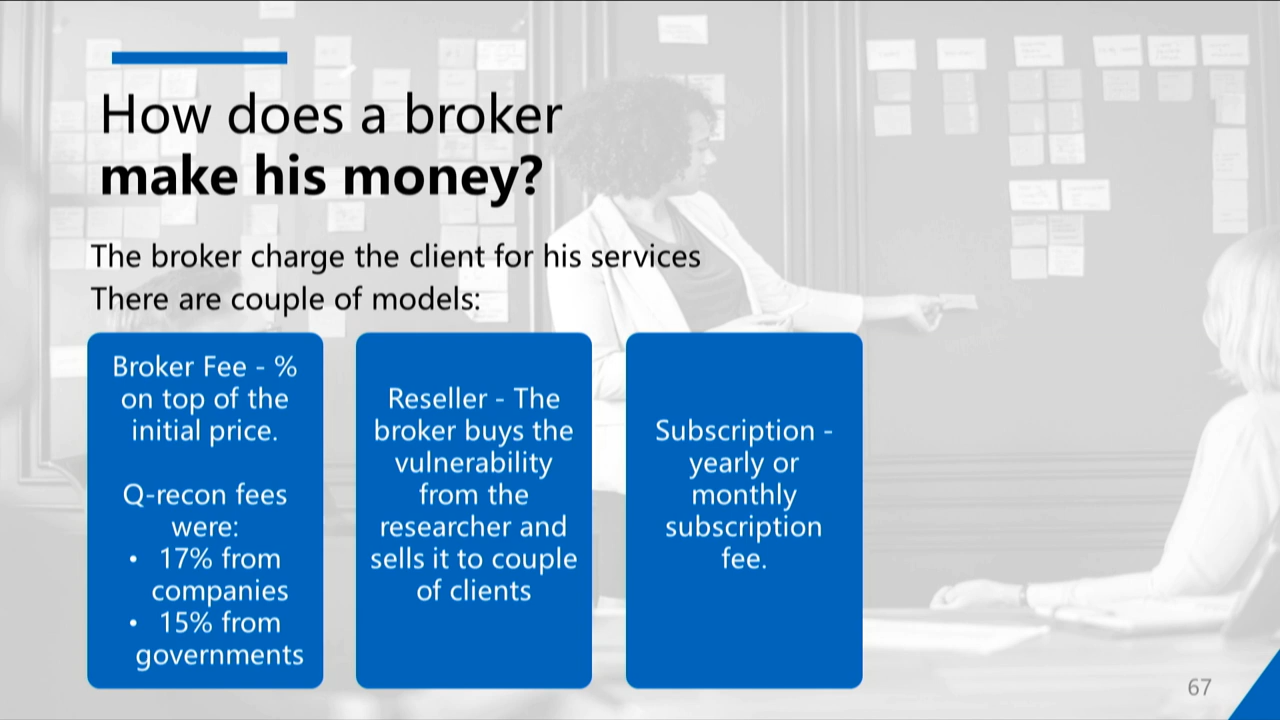 How does a broker
make his money?
The broker charge the client for his services
There are couple of models:
Broker Fee - %
on top of the
initial price.
Q-recon fees
were:
• 17% from
companies
• 15% from
governments
Reseller - The
broker buys the
vulnerability
from the
researcher and
sells it to couple
of clients
Subscription -
yearly or
monthly
subscription
fee.
67